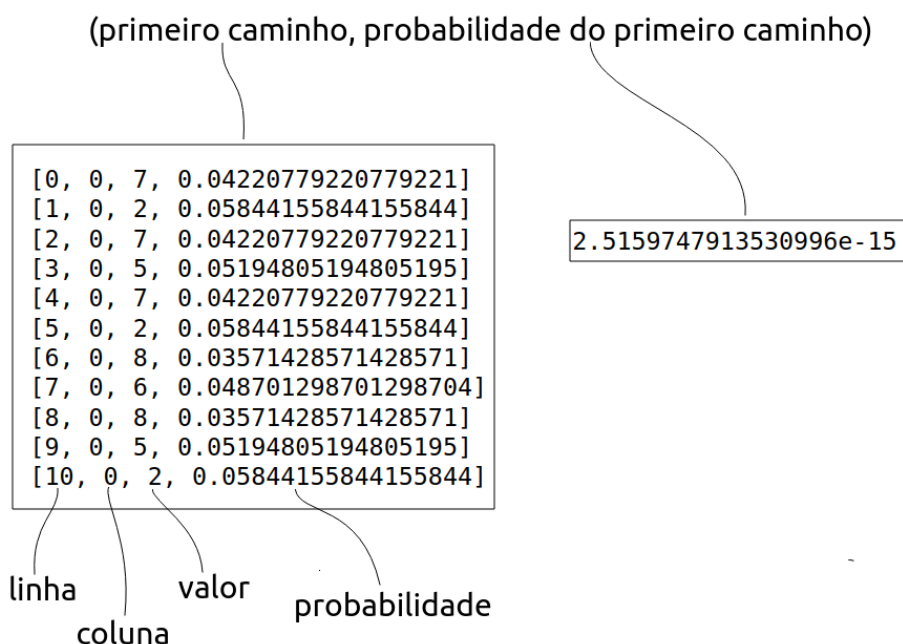 (primeiro caminho, probabilidade do primeiro caminho)
[0, 0, 7, 0.04220779220779221]
[1, 0, 2, 0.05844155844155844]
[2, 0, 7, 0.04220779220779221]
[3, 0, 5, 0.05194805194805195]
[4, 0, 7, 0.04220779220779221]
[5, 0, 2, 0.05844155844155844]
[6, 0, 8, 0.03571428571428571]
[7, 0, 6, 0.048701298701298704]
[8, 0, 8, 0.03571428571428571]
[9, 0, 5, 0.05194805194805195]
[10, 0, 2, 0.05844155844155844]
2.5159747913530996e-15
linha
coluna
valor
probabilidade